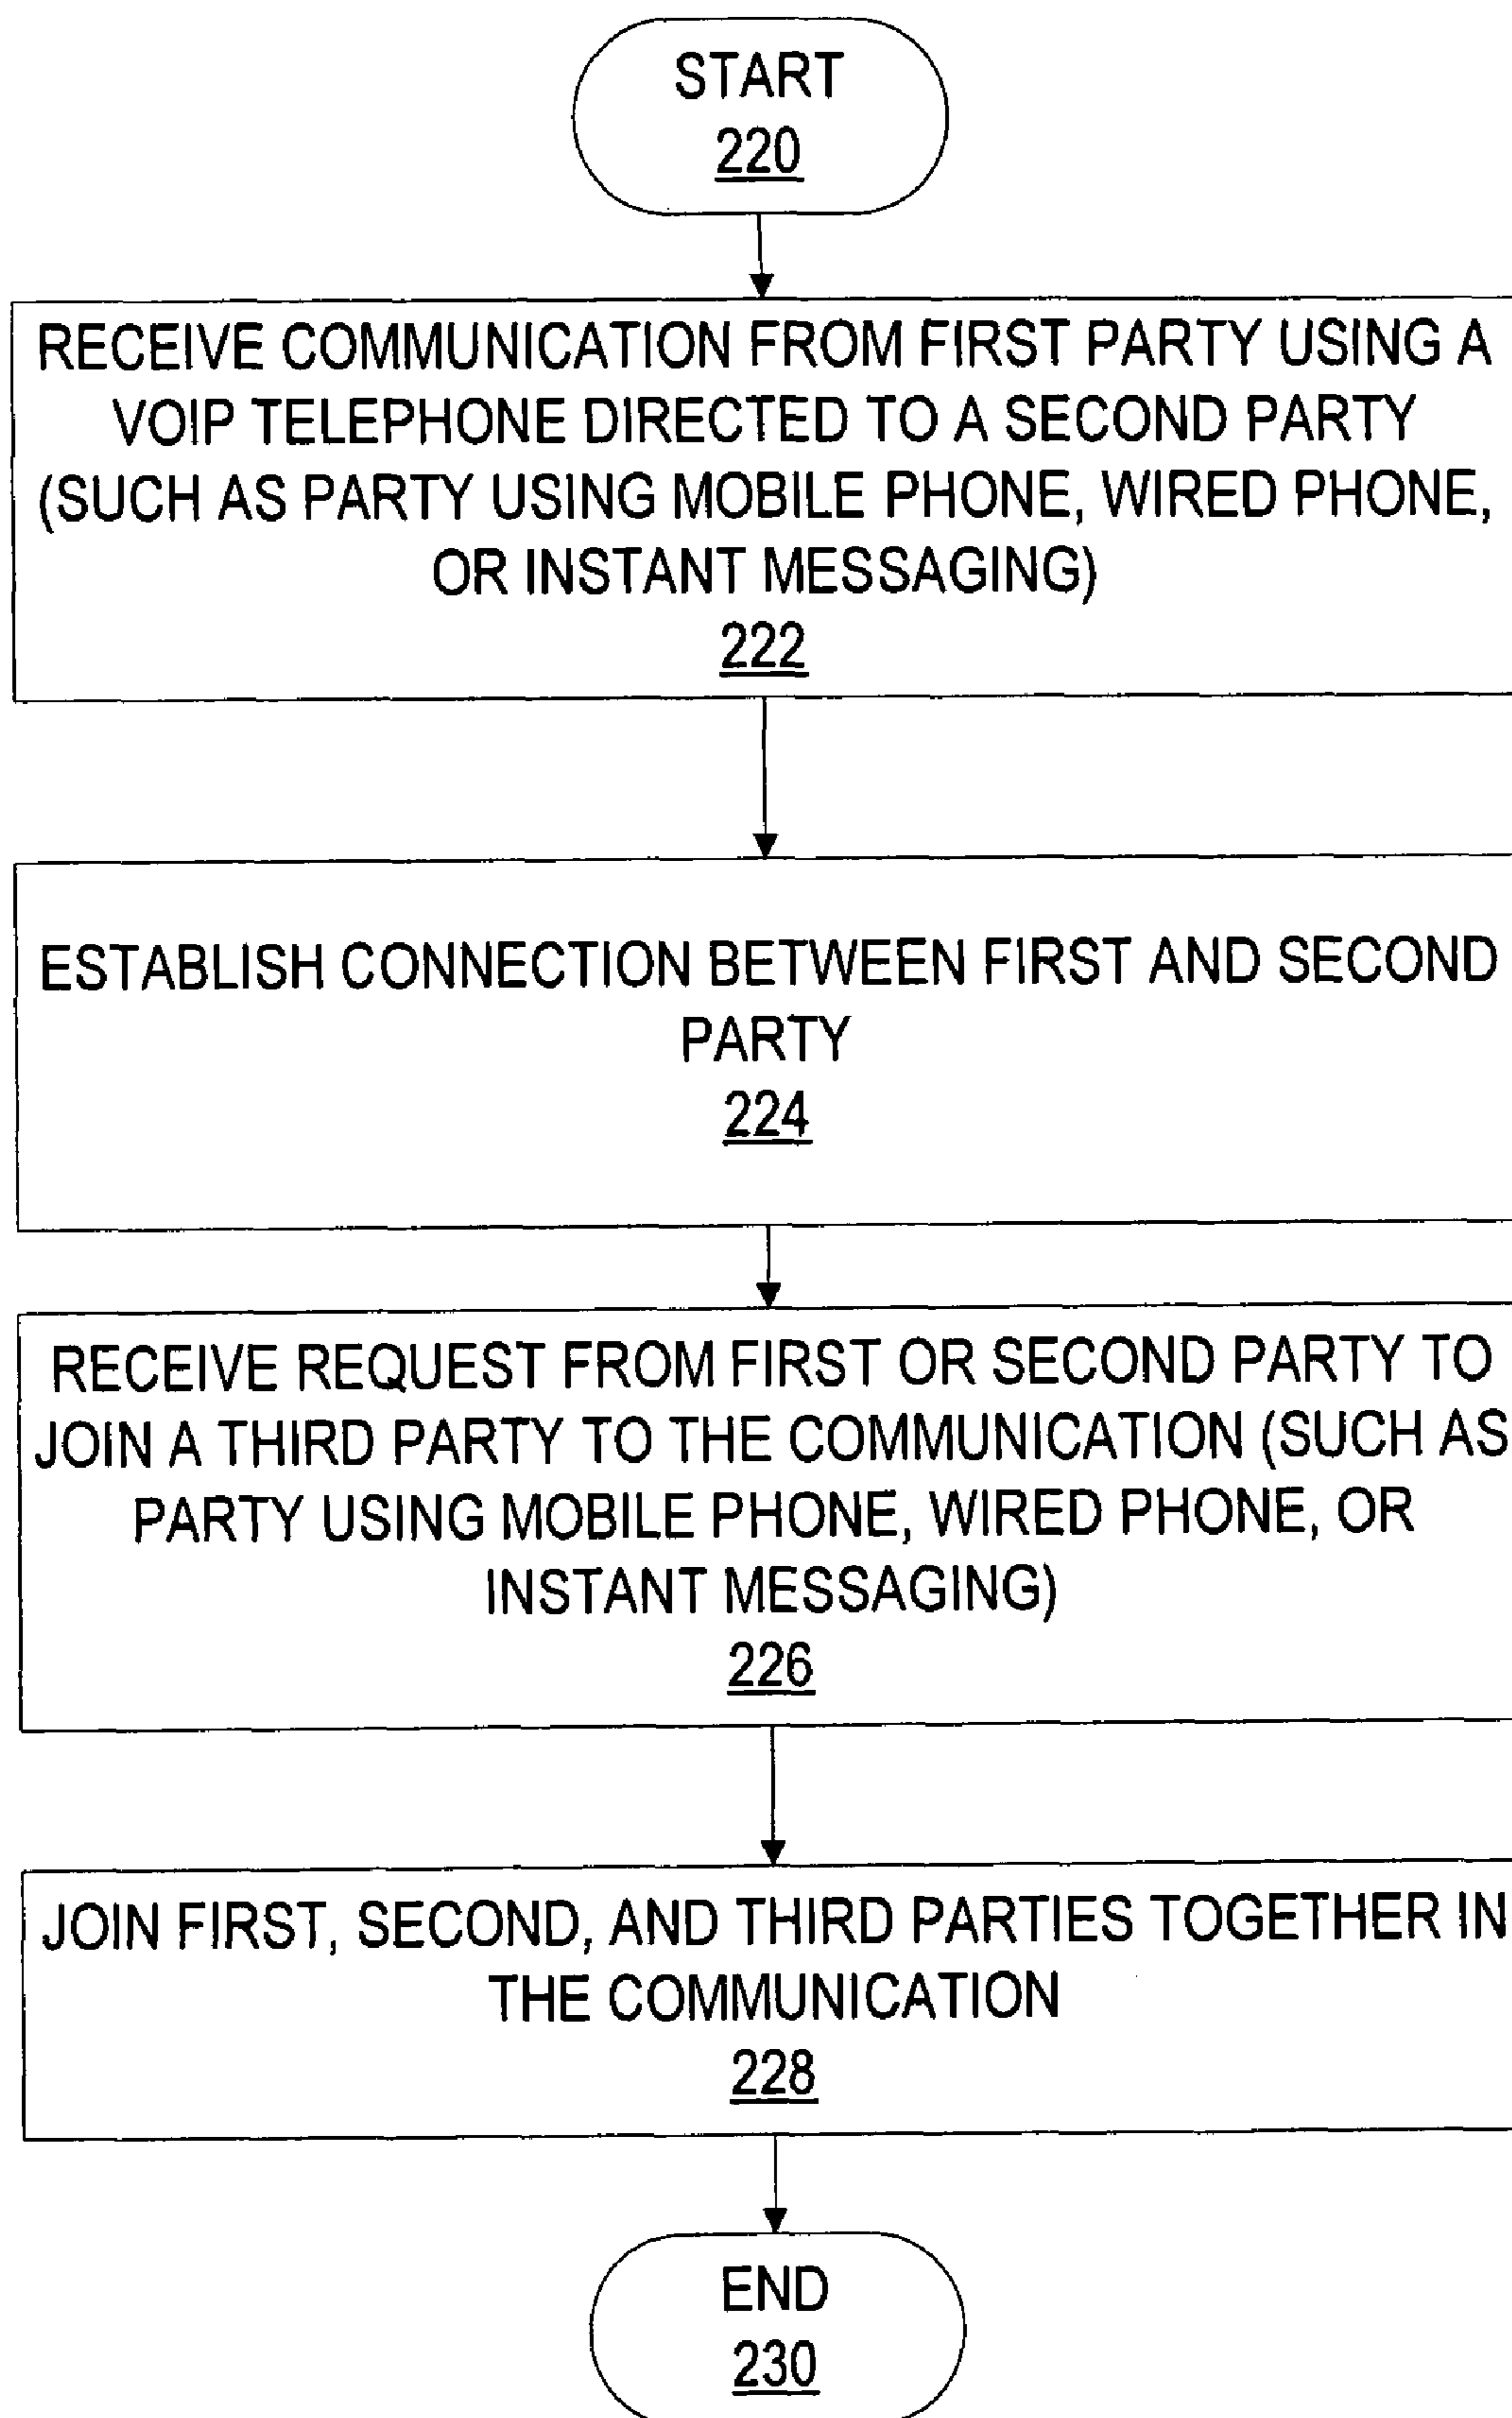 START
220
RECEIVE COMMUNICATION FROM FIRST PARTY USING A
VOIP TELEPHONE DIRECTED TO A SECOND PARTY
(SUCH AS PARTY USING MOBILE PHONE, WIRED PHONE,
OR INSTANT MESSAGING)
222
ESTABLISH CONNECTION BETWEEN FIRST AND SECOND
PARTY
224
RECEIVE REQUEST FROM FIRST OR SECOND PARTY TO
JOIN A THIRD PARTY TO THE COMMUNICATION (SUCH AS
PARTY USING MOBILE PHONE, WIRED PHONE, OR
INSTANT MESSAGING)
226
JOIN FIRST, SECOND, AND THIRD PARTIES TOGETHER IN
THE COMMUNICATION
228
END
230